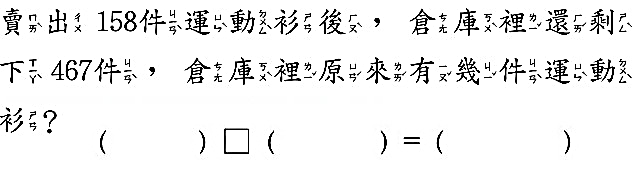 賣出 158件運動衫後， 倉庫裡還剩
下 467件， 倉庫裡原來有幾件運動
衫?
(　　　) □ (　　　) = (　　　)